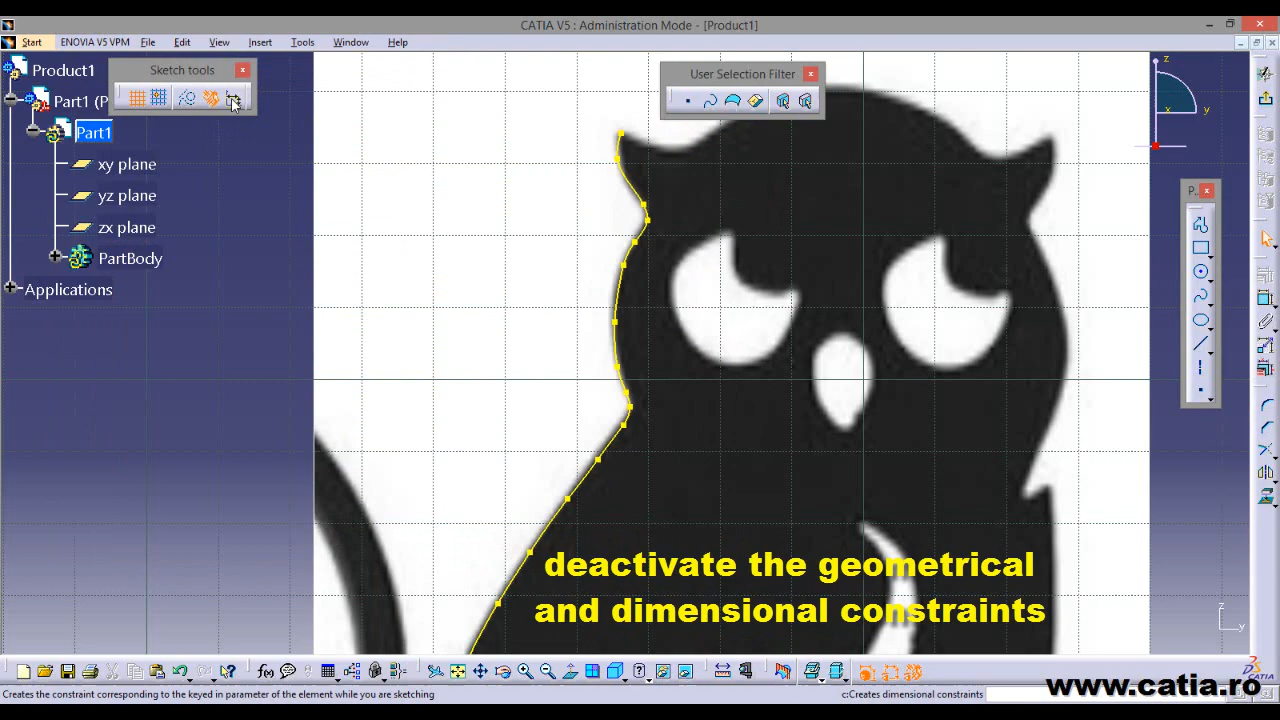 CATIA V5 : Administration Mode - [Product1]
Start ENOVIA V5 VPM File Edit View Insert Tools Window Help
Product1
Sketch tools
User Selection Filter
Part1 (P
Part1
xy plane
yz plane
zx plane
PartBody
Applications
z
x
y
P...
deactivate the geometrical
and dimensional constraints
z
y
f(x)
Creates the constraint corresponding to the keyed in parameter of the element while you are sketching
c:Creates dimensional constraints
CATIA
www.catia.ro